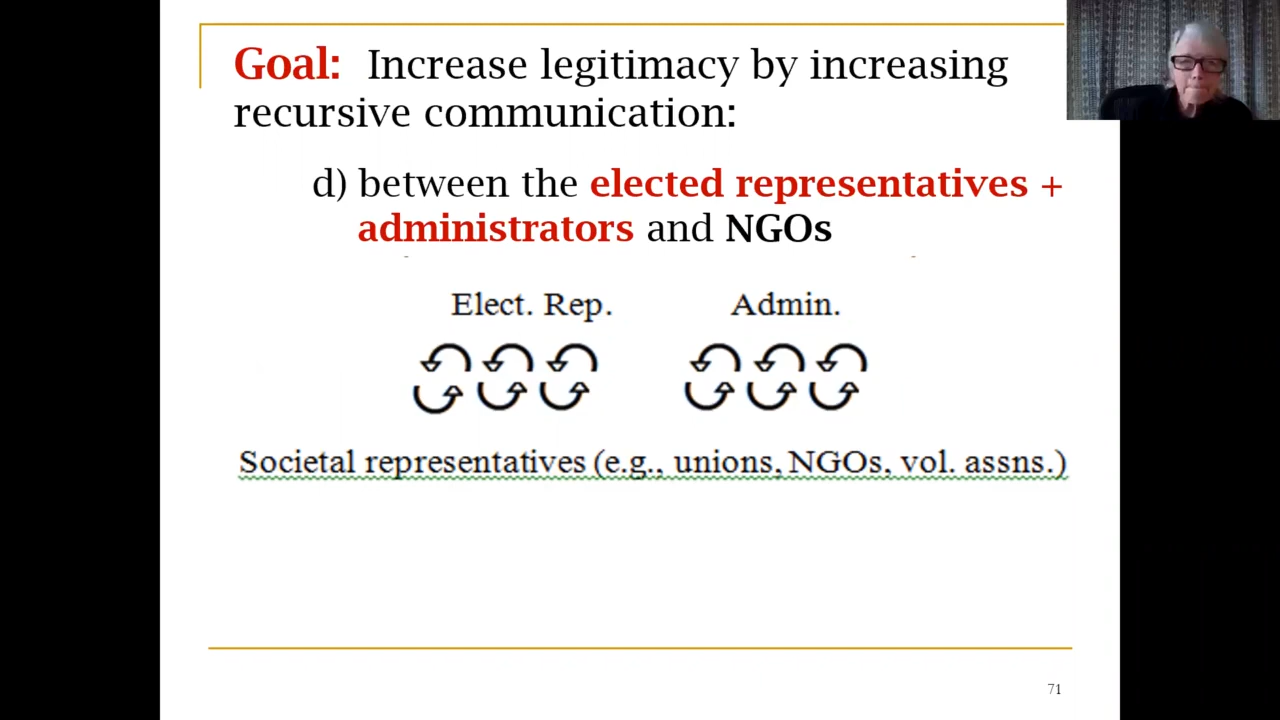 Goal: Increase legitimacy by increasing
recursive communication:
d) between the elected representatives +
administrators and NGOs
Elect. Rep. Admin.
Societal representatives (e.g., unions, NGOs, vol. assns.)
71